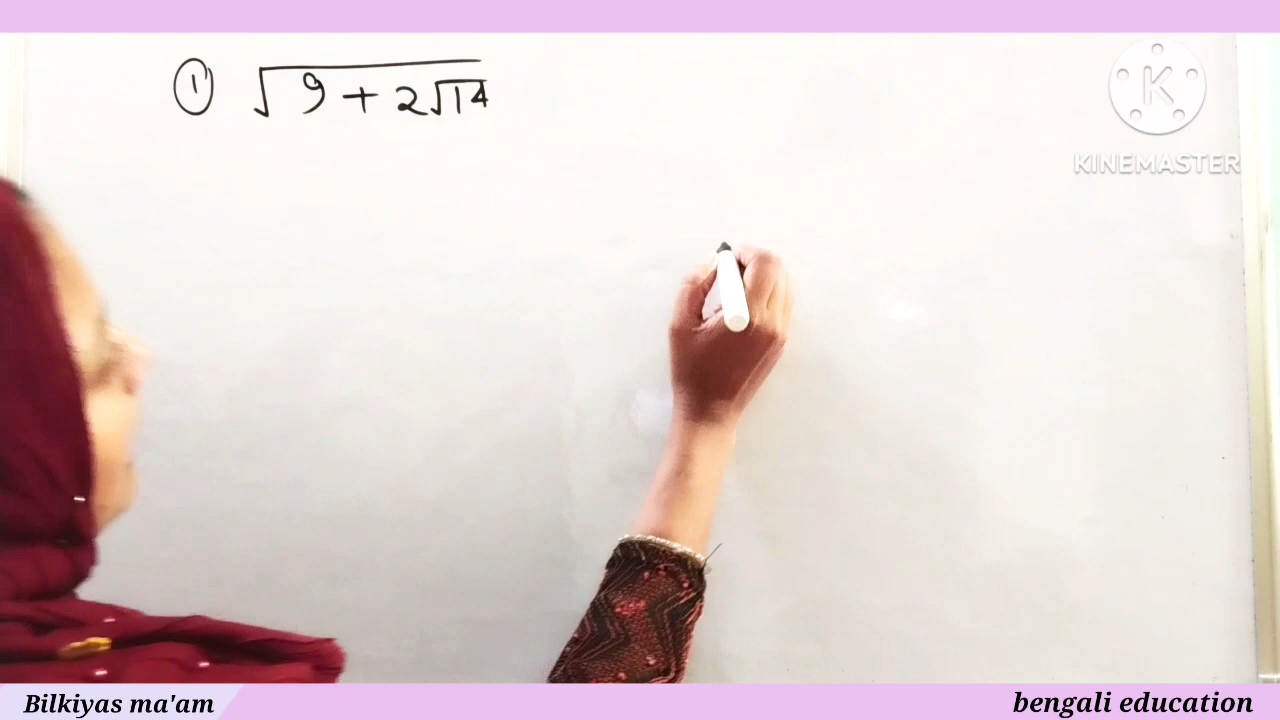 ① √9 + 2√14
K
KINEMASTER
Bilkiyas ma'am
bengali education